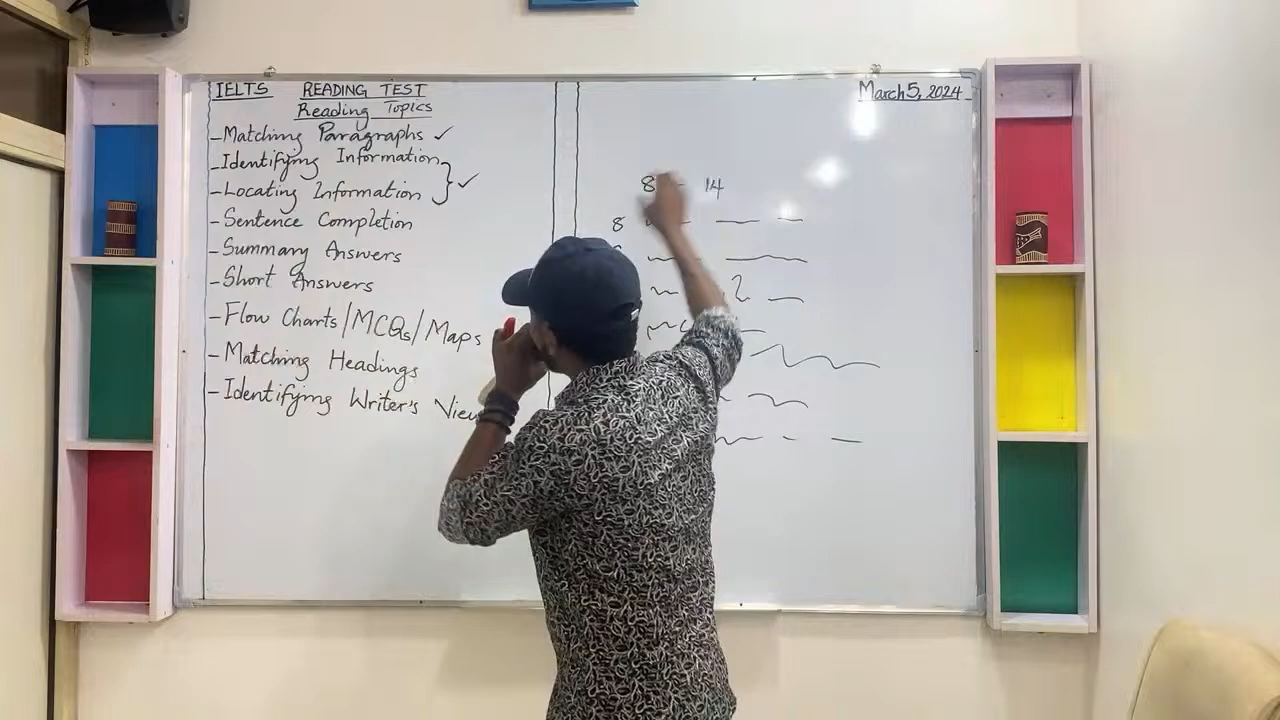 IELTS READING TEST
Reading Topics
- Matching Paragraphs ✓
- Identifying Information
- Locating Information ✓
- Sentence Completion
- Summary Answers
- Short Answers
- Flow Charts/MCQs/Maps
- Matching Headings
- Identifying Writer's
March 5, 2024
8 - 14
8